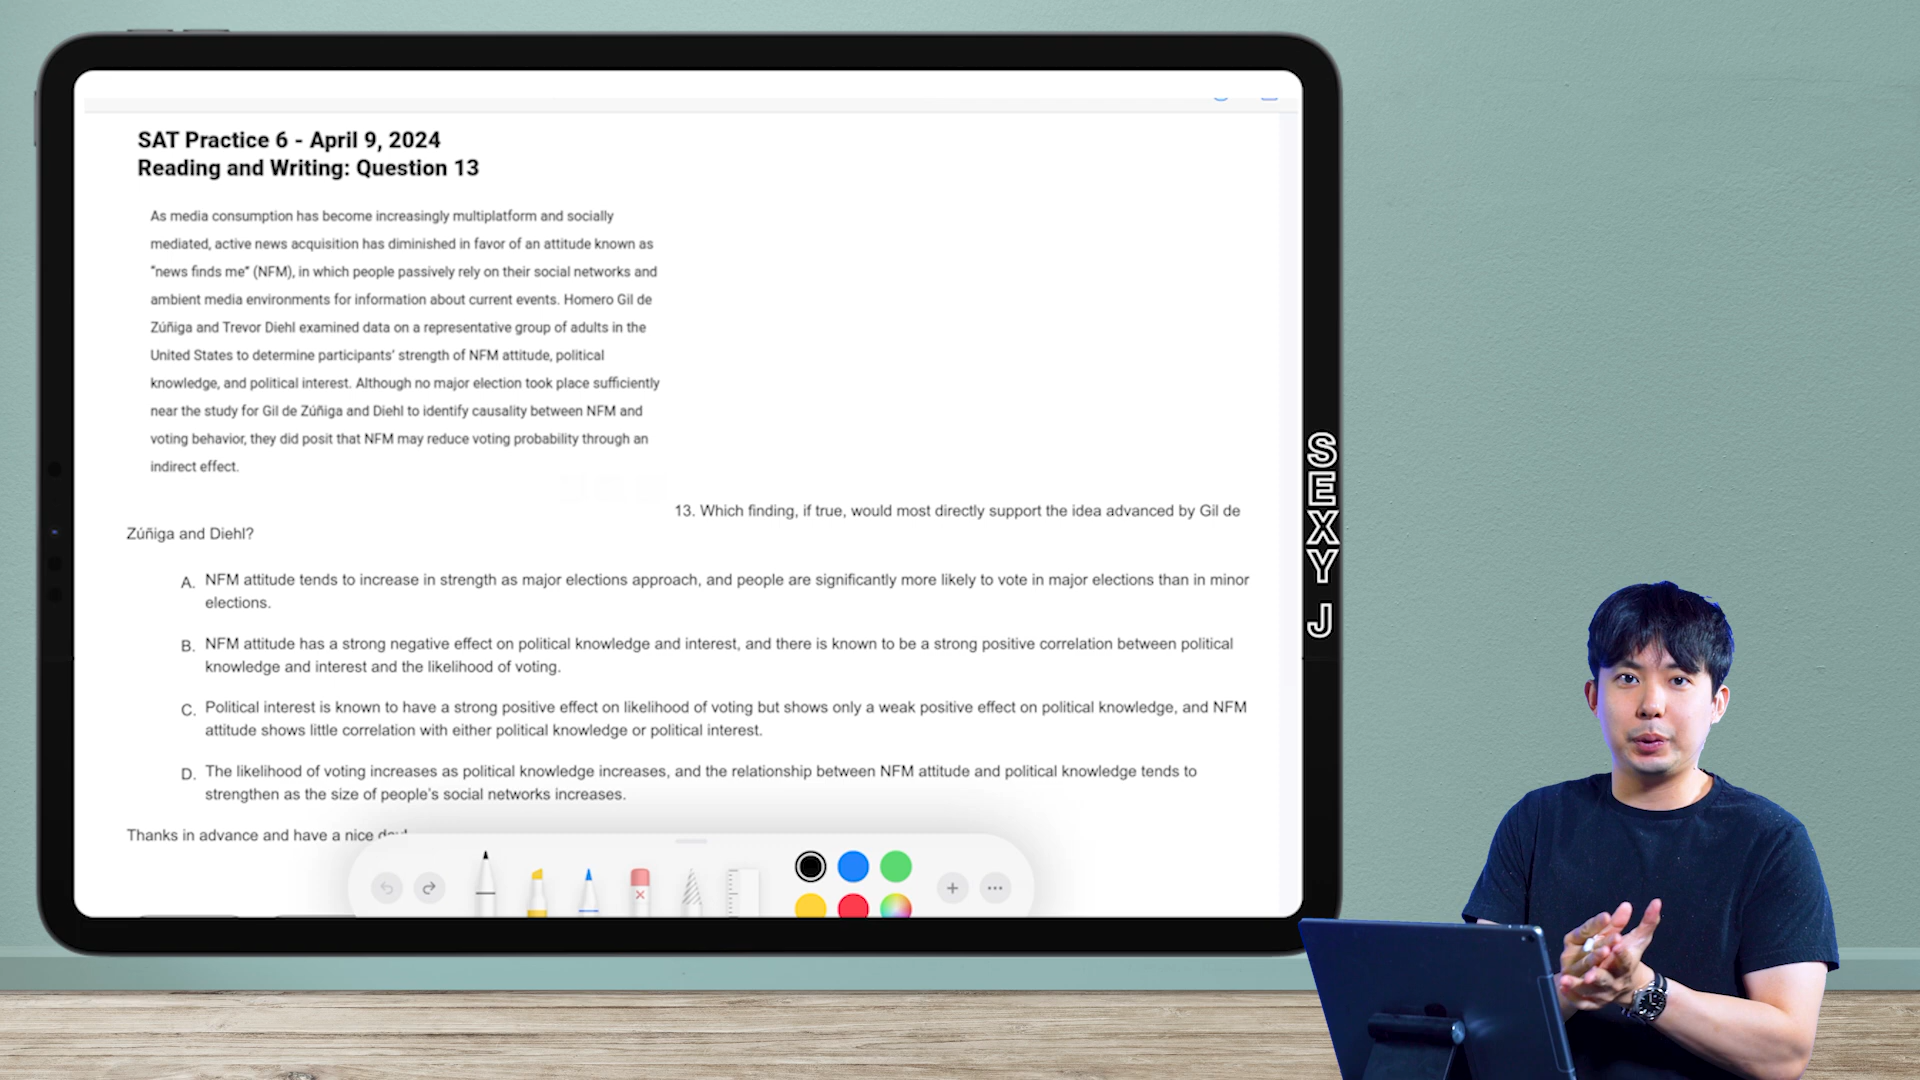 SAT Practice 6 - April 9, 2024
Reading and Writing: Question 13
As media consumption has become increasingly multiplatform and socially
mediated, active news acquisition has diminished in favor of an attitude known as
"news finds me" (NFM), in which people passively rely on their social networks and
ambient media environments for information about current events. Homero Gil de
Zúñiga and Trevor Diehl examined data on a representative group of adults in the
United States to determine participants' strength of NFM attitude, political
knowledge, and political interest. Although no major election took place sufficiently
near the study for Gil de Zúñiga and Diehl to identify causality between NFM and
voting behavior, they did posit that NFM may reduce voting probability through an
indirect effect.
13. Which finding, if true, would most directly support the idea advanced by Gil de
Zúñiga and Diehl?
A. NFM attitude tends to increase in strength as major elections approach, and people are significantly more likely to vote in major elections than in minor
elections.
B. NFM attitude has a strong negative effect on political knowledge and interest, and there is known to be a strong positive correlation between political
knowledge and interest and the likelihood of voting.
C. Political interest is known to have a strong positive effect on likelihood of voting but shows only a weak positive effect on political knowledge, and NFM
attitude shows little correlation with either political knowledge or political interest.
D. The likelihood of voting increases as political knowledge increases, and the relationship between NFM attitude and political knowledge tends to
strengthen as the size of people's social networks increases.
Thanks in advance and have a nice
SEXY J